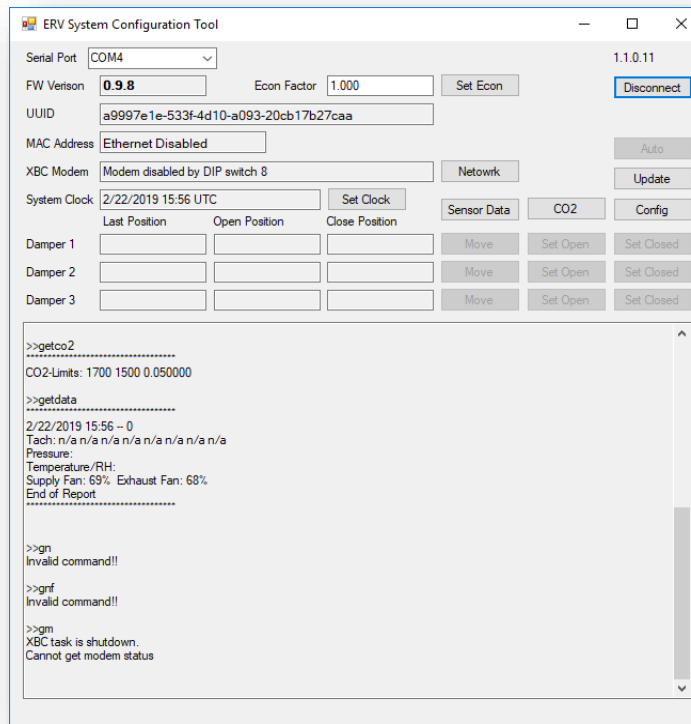 ERV System Configuration Tool
Serial Port COM4 1.1.0.11
FW Verison 0.9.8 Econ Factor 1.000 Set Econ Disconnect
UUID a9997e1e-533f-4d10-a093-20cb17b27caa
MAC Address Ethernet Disabled Auto
XBC Modem Modem disabled by DIP switch 8 Netowrk Update
System Clock 2/22/2019 15:56 UTC Set Clock Sensor Data CO2 Config
Last Position Open Position Close Position
Damper 1 Move Set Open Set Closed
Damper 2 Move Set Open Set Closed
Damper 3 Move Set Open Set Closed
>>getco2
***********************************
CO2-Limits: 1700 1500 0.050000
>>getdata
***********************************
2/22/2019 15:56 -- 0
Tach: n/a n/a n/a n/a n/a n/a n/a n/a
Pressure:
Temperature/RH:
Supply Fan: 69% Exhaust Fan: 68%
End of Report
***********************************
>>gn
Invalid command!!
>>gnf
Invalid command!!
>>gm
XBC task is shutdown.
Cannot get modem status